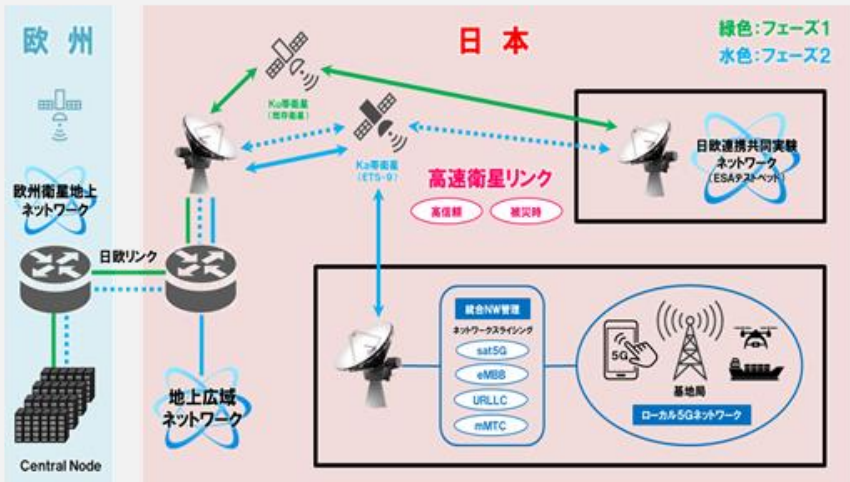 欧州
日本
緑色:フェーズ1
水色:フェーズ2
Ku帯衛星
(既存衛星)
Ka帯衛星
(ETS-9)
高速衛星リンク
高信頼
被災時
日欧連携共同実験
ネットワーク
(ESAテストベット)
欧州衛星地上
ネットワーク
日欧リンク
地上広域
ネットワーク
Central Node
統合NW管理
ネットワークスライシング
sat5G
eMBB
URLLC
mMTC
5G
基地局
ローカル5Gネットワーク